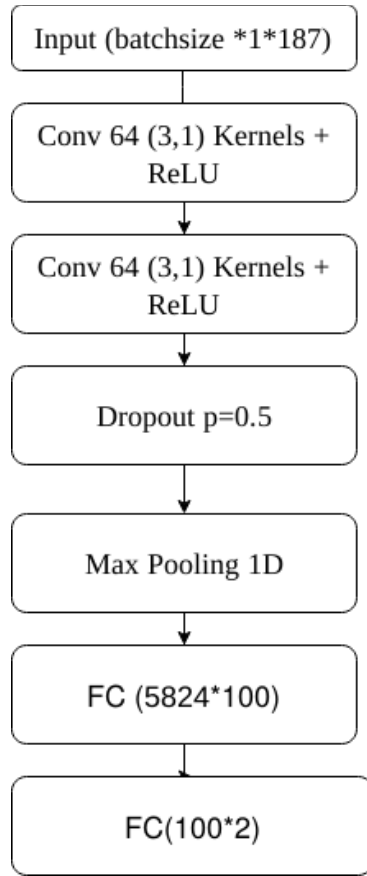 Input (batchsize *1*187)
Conv 64 (3,1) Kernels +
ReLU
Conv 64 (3,1) Kernels +
ReLU
Dropout p=0.5
Max Pooling 1D
FC (5824*100)
FC(100*2)